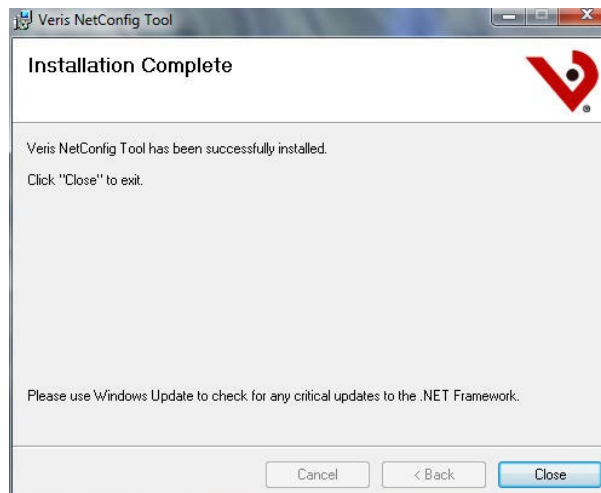 Veris NetConfig Tool
Installation Complete
®
Veris NetConfig Tool has been successfully installed.
Click "Close" to exit.
Please use Windows Update to check for any critical updates to the .NET Framework.
Cancel
< Back
Close